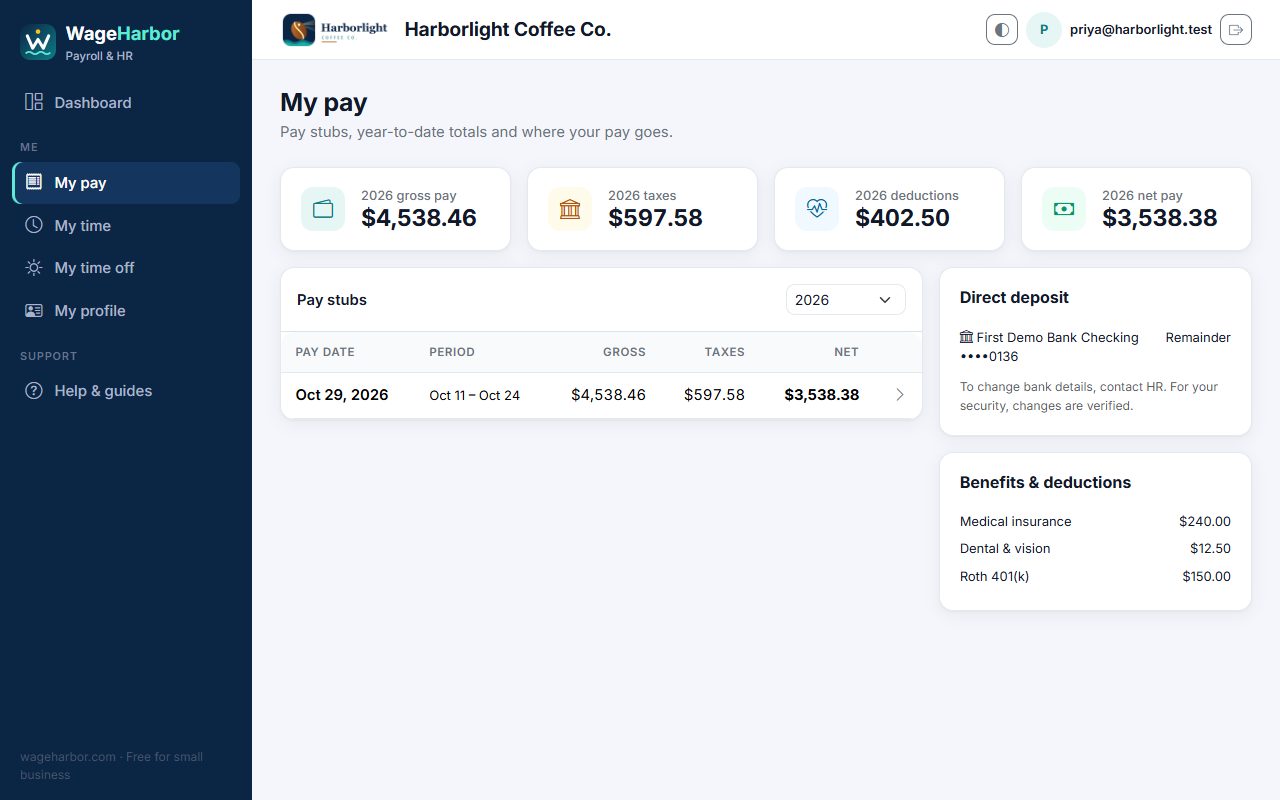 WageHarbor
Payroll & HR
Dashboard
ME
My pay
My time
My time off
My profile
SUPPORT
Help & guides
wageharbor.com · Free for small
business
Harborlight
COFFEE CO.
Harborlight Coffee Co.
P
priya@harborlight.test
My pay
Pay stubs, year-to-date totals and where your pay goes.
2026 gross pay
$4,538.46
2026 taxes
$597.58
2026 deductions
$402.50
2026 net pay
$3,538.38
Pay stubs
2026
PAY DATE PERIOD GROSS TAXES NET
Oct 29, 2026 Oct 11 – Oct 24 $4,538.46 $597.58 $3,538.38
Direct deposit
First Demo Bank Checking Remainder
••••0136
To change bank details, contact HR. For your
security, changes are verified.
Benefits & deductions
Medical insurance $240.00
Dental & vision $12.50
Roth 401(k) $150.00